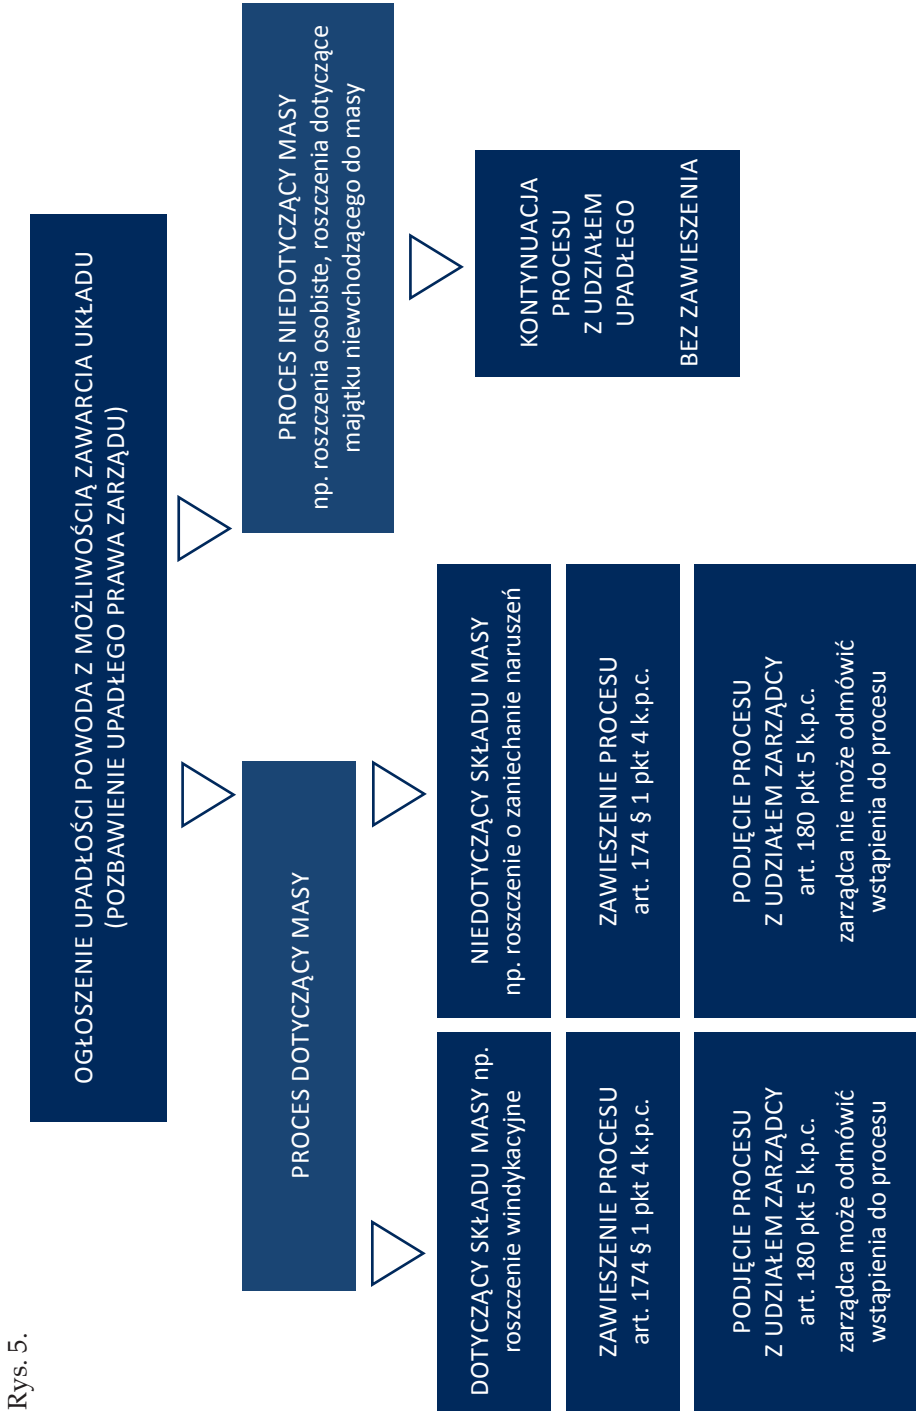 Rys. 5.
OGŁOSZENIE UPADŁOŚCI POWODA Z MOŻLIWOŚCIĄ ZAWARCIA UKŁADU
(POZBAWIENIE UPADŁEGO PRAWA ZARZĄDU)
PROCES DOTYCZĄCY MASY
PROCES NIEDOTYCZĄCY MASY
np. roszczenia osobiste, roszczenia dotyczące
majątku niewchodzącego do masy
DOTYCZĄCY SKŁADU MASY np.
roszczenie windykacyjne
ZAWIESZENIE PROCESU
art. 174 § 1 pkt 4 k.p.c.
PODJĘCIE PROCESU
Z UDZIAŁEM ZARZĄDCY
art. 180 pkt 5 k.p.c.
zarządca może odmówić
wstąpienia do procesu
NIEDOTYCZĄCY SKŁADU MASY
np. roszczenie o zaniechanie naruszeń
ZAWIESZENIE PROCESU
art. 174 § 1 pkt 4 k.p.c.
PODJĘCIE PROCESU
Z UDZIAŁEM ZARZĄDCY
art. 180 pkt 5 k.p.c.
zarządca nie może odmówić
wstąpienia do procesu
KONTYNUACJA
PROCESU
Z UDZIAŁEM
UPADŁEGO
BEZ ZAWIESZENIA